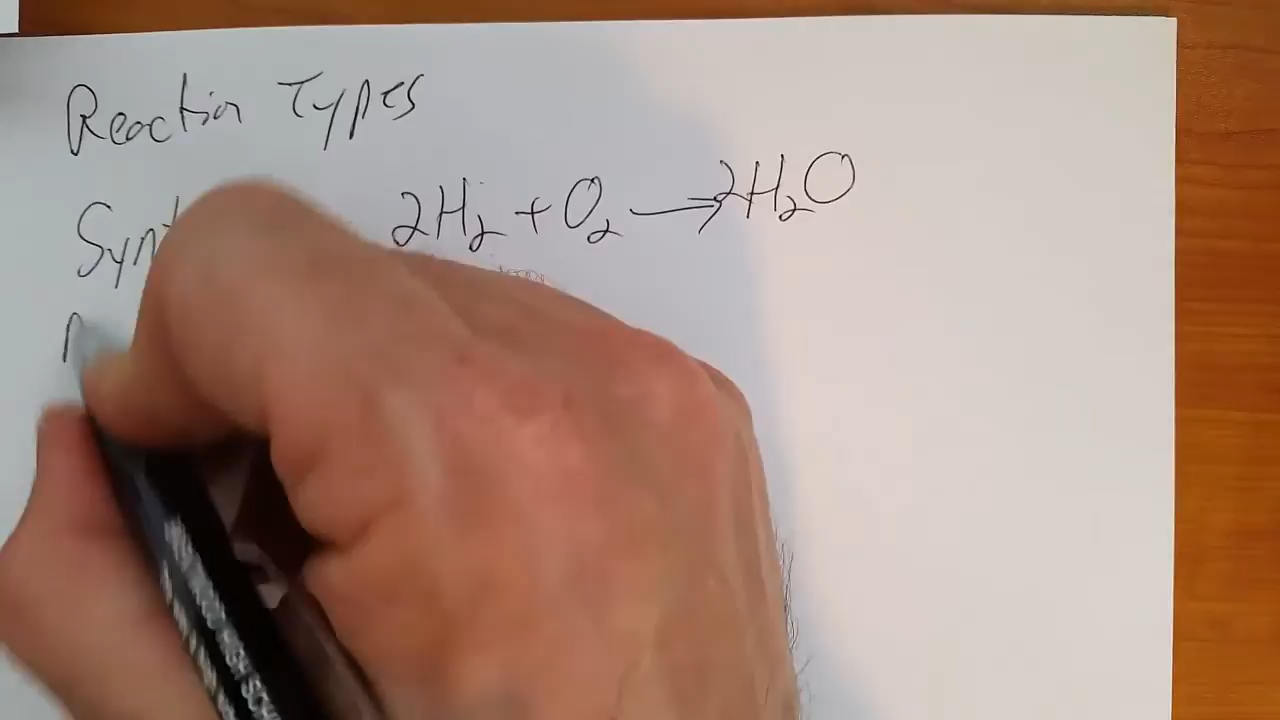 Reaction Types
2H₂ + O₂ → 2H₂O